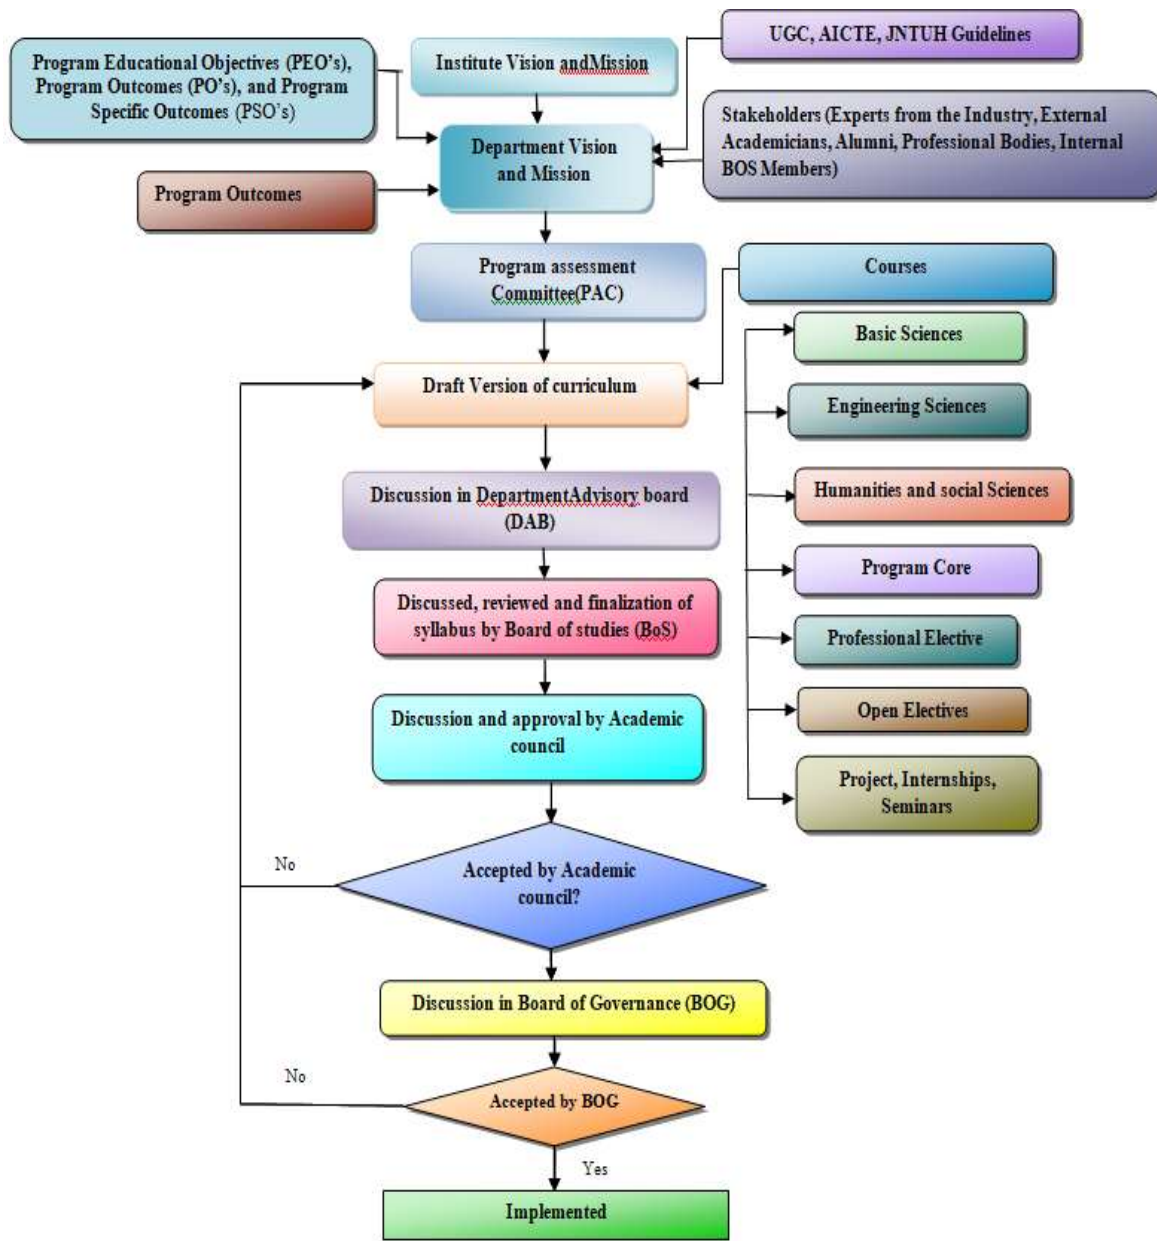 UGC, AICTE, JNTUH Guidelines
Program Educational Objectives (PEO's),
Program Outcomes (PO's), and Program
Specific Outcomes (PSO's)
Institute Vision andMission
Stakeholders (Experts from the Industry, External
Academicians, Alumni, Professional Bodies, Internal
BOS Members)
Department Vision
and Mission
Program Outcomes
Program assessment
Committee(PAC)
Courses
Basic Sciences
Draft Version of curriculum
Engineering Sciences
Discussion in DepartmentAdvisory board
(DAB)
Humanities and social Sciences
Program Core
Discussed, reviewed and finalization of
syllabus by Board of studies (BoS)
Professional Elective
Open Electives
Discussion and approval by Academic
council
Project, Internships,
Seminars
No
Accepted by Academic
council?
Discussion in Board of Governance (BOG)
No
Accepted by BOG
Yes
Implemented